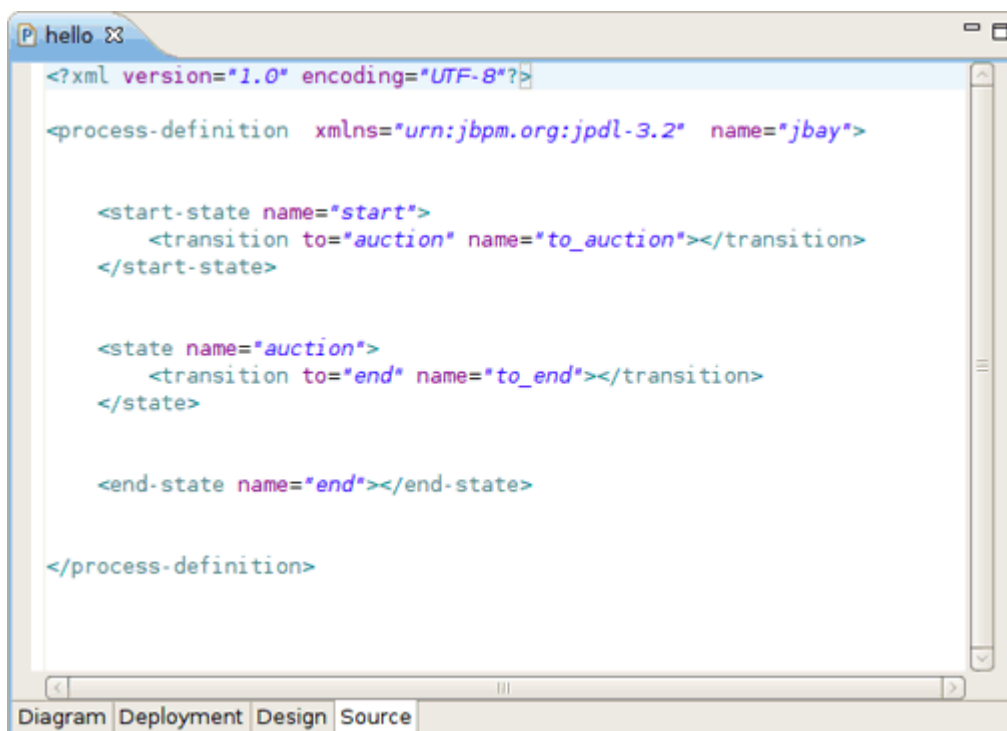 hello
<?xml version="1.0" encoding="UTF-8"?>
<process-definition  xmlns="urn:jbpm.org:jpdl-3.2"  name="jbay">
<start-state name="start">
<transition to="auction" name="to_auction"></transition>
</start-state>
<state name="auction">
<transition to="end" name="to_end"></transition>
</state>
<end-state name="end"></end-state>
</process-definition>
Diagram Deployment Design Source